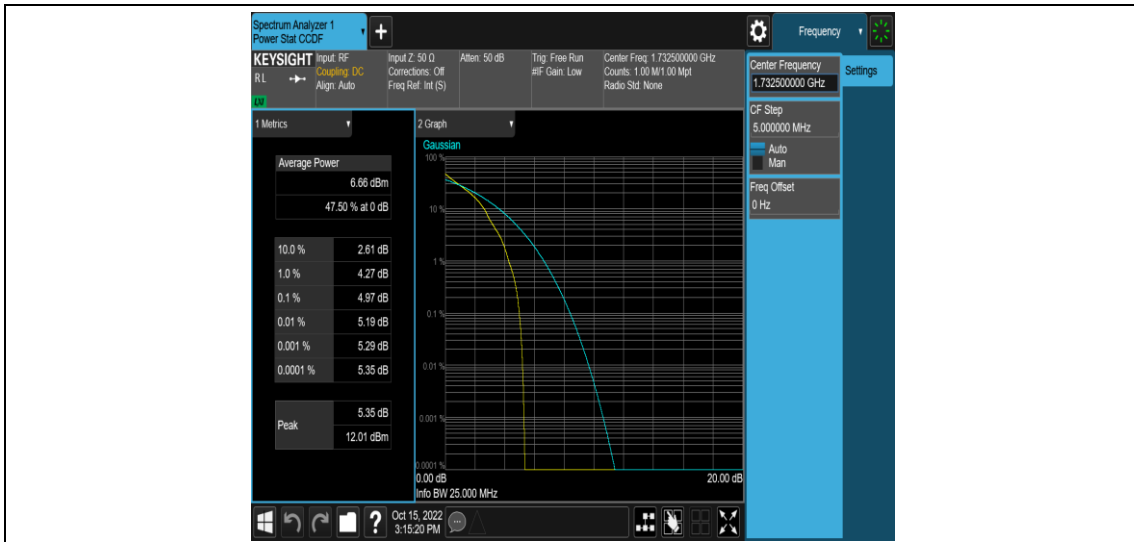 Spectrum Analyzer 1
Power Stat CCDF
+
Frequency
KEYSIGHT
RL
LXI
Input: RF
Coupling: DC
Align: Auto
Input Z: 50 Ω
Corrections: Off
Freq Ref: Int (S)
Atten: 50 dB
Trig: Free Run
#IF Gain: Low
Center Freq: 1.732500000 GHz
Counts: 1.00 M/1.00 Mpt
Radio Std: None
Center Frequency
1.732500000 GHz
Settings
CF Step
5.000000 MHz
Auto
Man
Freq Offset
0 Hz
1 Metrics
Average Power
6.66 dBm
47.50 % at 0 dB
10.0 % 2.61 dB
1.0 % 4.27 dB
0.1 % 4.97 dB
0.01 % 5.19 dB
0.001 % 5.29 dB
0.0001 % 5.35 dB
Peak
5.35 dB
12.01 dBm
2 Graph
Gaussian
100 %
10 %
1 %
0.1 %
0.01 %
0.001 %
0.0001 %
0.00 dB 20.00 dB
Info BW 25.000 MHz
?
Oct 15, 2022
3:15:20 PM